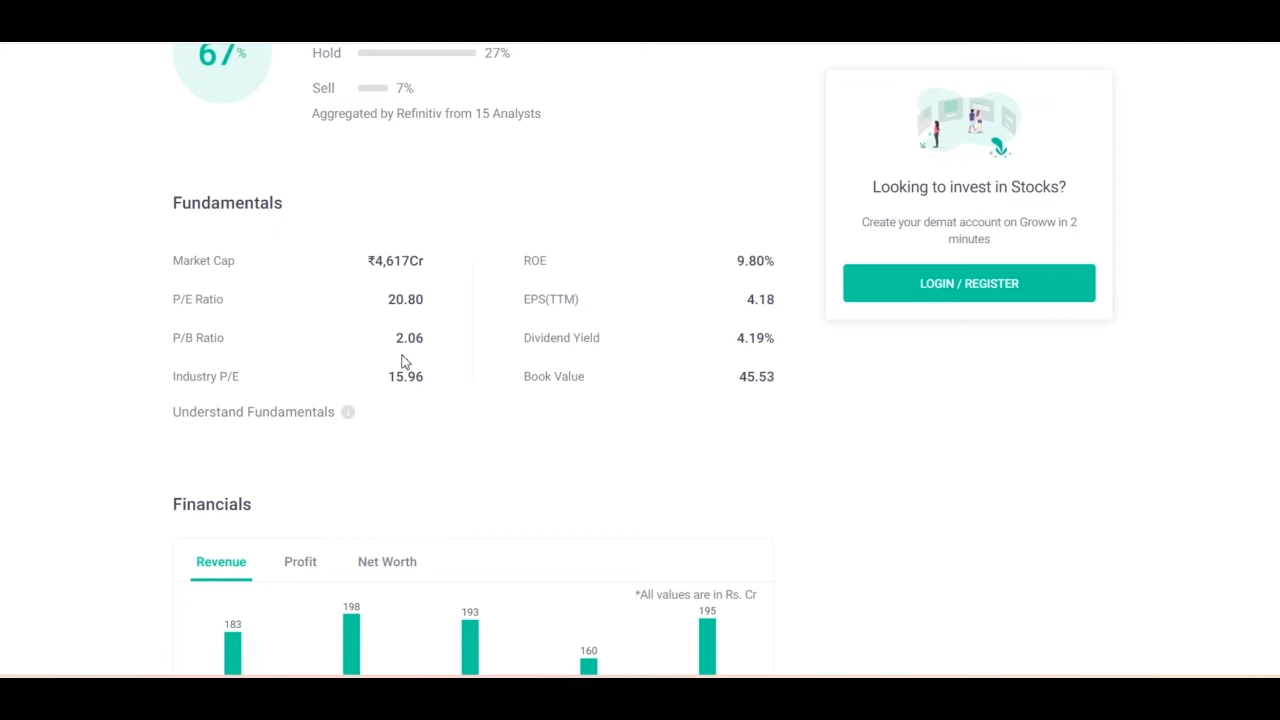 67%
Hold 27%
Sell 7%
Aggregated by Refinitiv from 15 Analysts
Looking to invest in Stocks?
Create your demat account on Groww in 2
minutes
LOGIN / REGISTER
Fundamentals
Market Cap ₹4,617Cr ROE 9.80%
P/E Ratio 20.80 EPS(TTM) 4.18
P/B Ratio 2.06 Dividend Yield 4.19%
Industry P/E 15.96 Book Value 45.53
Understand Fundamentals i
Financials
Revenue Profit Net Worth
*All values are in Rs. Cr
183 198 193 160 195